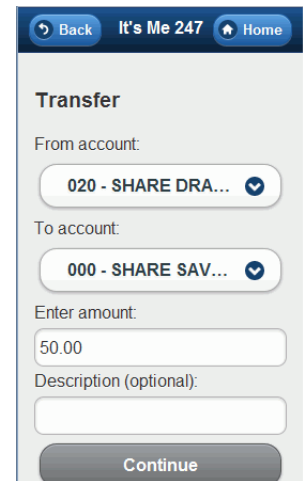 Back It's Me 247 Home
Transfer
From account:
020 - SHARE DRA...
To account:
000 - SHARE SAV...
Enter amount:
50.00
Description (optional):
Continue